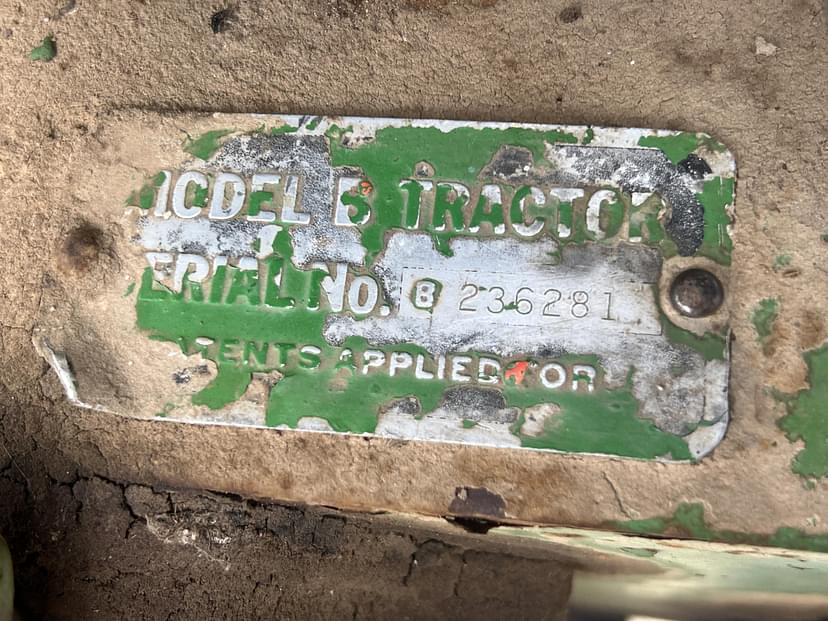 MODEL B TRACTOR
SERIAL NO. B 236281
PATENTS APPLIED FOR